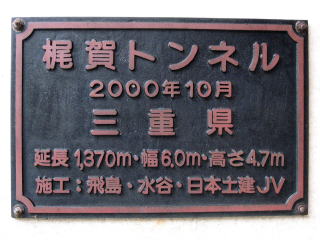 梶賀トンネル
2000年10月
三重県
延長1,370m・幅6.0m・高さ4.7m
施工：飛島・水谷・日本土建JV